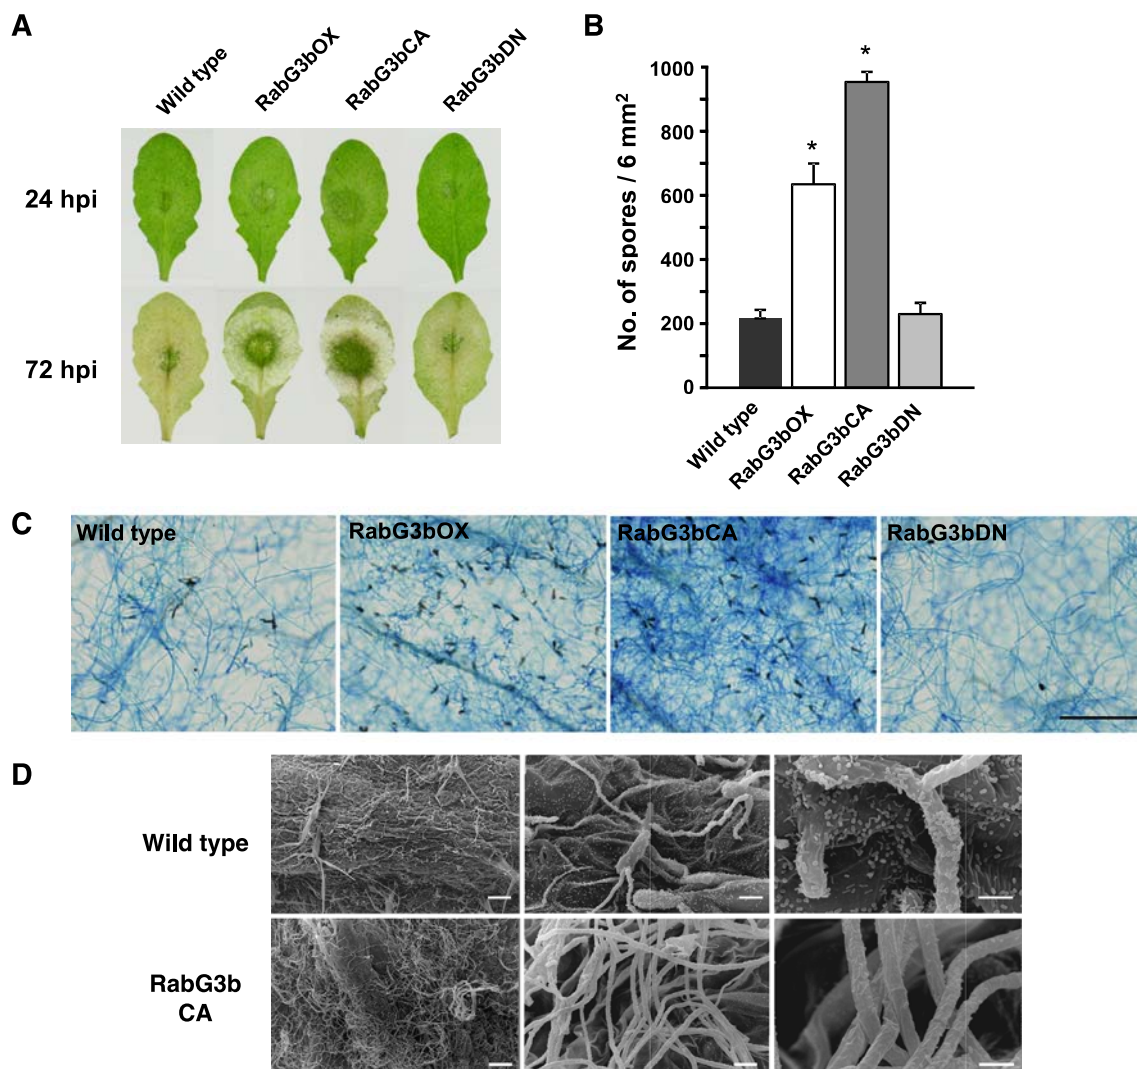 A
Wild type
RabG3bOX
RabG3bCA
RabG3bDN
24 hpi
72 hpi
B
No. of spores / 6 mm²
1000
800
600
400
200
0
*
*
Wild type
RabG3bOX
RabG3bCA
RabG3bDN
C
Wild type
RabG3bOX
RabG3bCA
RabG3bDN
D
Wild type
RabG3b
CA